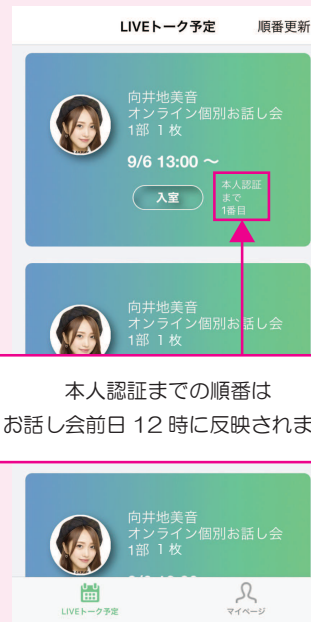 LIVEトーク予定 順番更新
向井地美音
オンライン個別お話し会
1部 1枚
9/6 13:00 ～
入室
本人認証
まで
1番目
向井地美音
オンライン個別お話し会
1部 1枚
本人認証までの順番は
お話し会前日 12 時に反映されま
向井地美音
オンライン個別お話し会
1部 1枚
LIVEトーク予定 マイページ